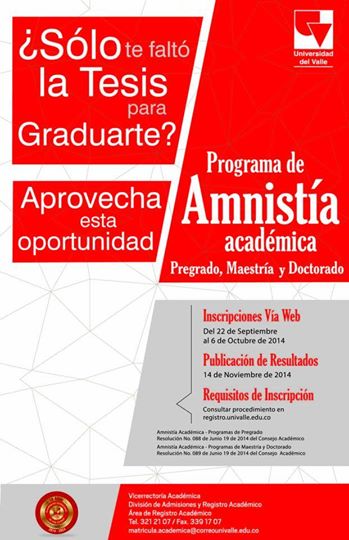 ¿Sólo te faltó
la Tesis
para
Graduarte?
Aprovecha
esta
oportunidad
Universidad
del Valle
Programa de
Amnistía
académica
Pregrado, Maestría y Doctorado
Inscripciones Vía Web
Del 22 de Septiembre
al 6 de Octubre de 2014
Publicación de Resultados
14 de Noviembre de 2014
Requisitos de Inscripción
Consultar procedimiento en
registro.univalle.edu.co
Amnistía Académica - Programas de Pregrado
Resolución No. 088 de Junio 19 de 2014 del Consejo Académico
Amnistía Académica - Programas de Maestría y Doctorado
Resolución No. 089 de Junio 19 de 2014 del Consejo Académico
Vicerrectoría Académica
División de Admisiones y Registro Académico
Área de Registro Académico
Tel. 321 21 07 / Fax. 339 17 07
matricula.academica@correounivalle.edu.co